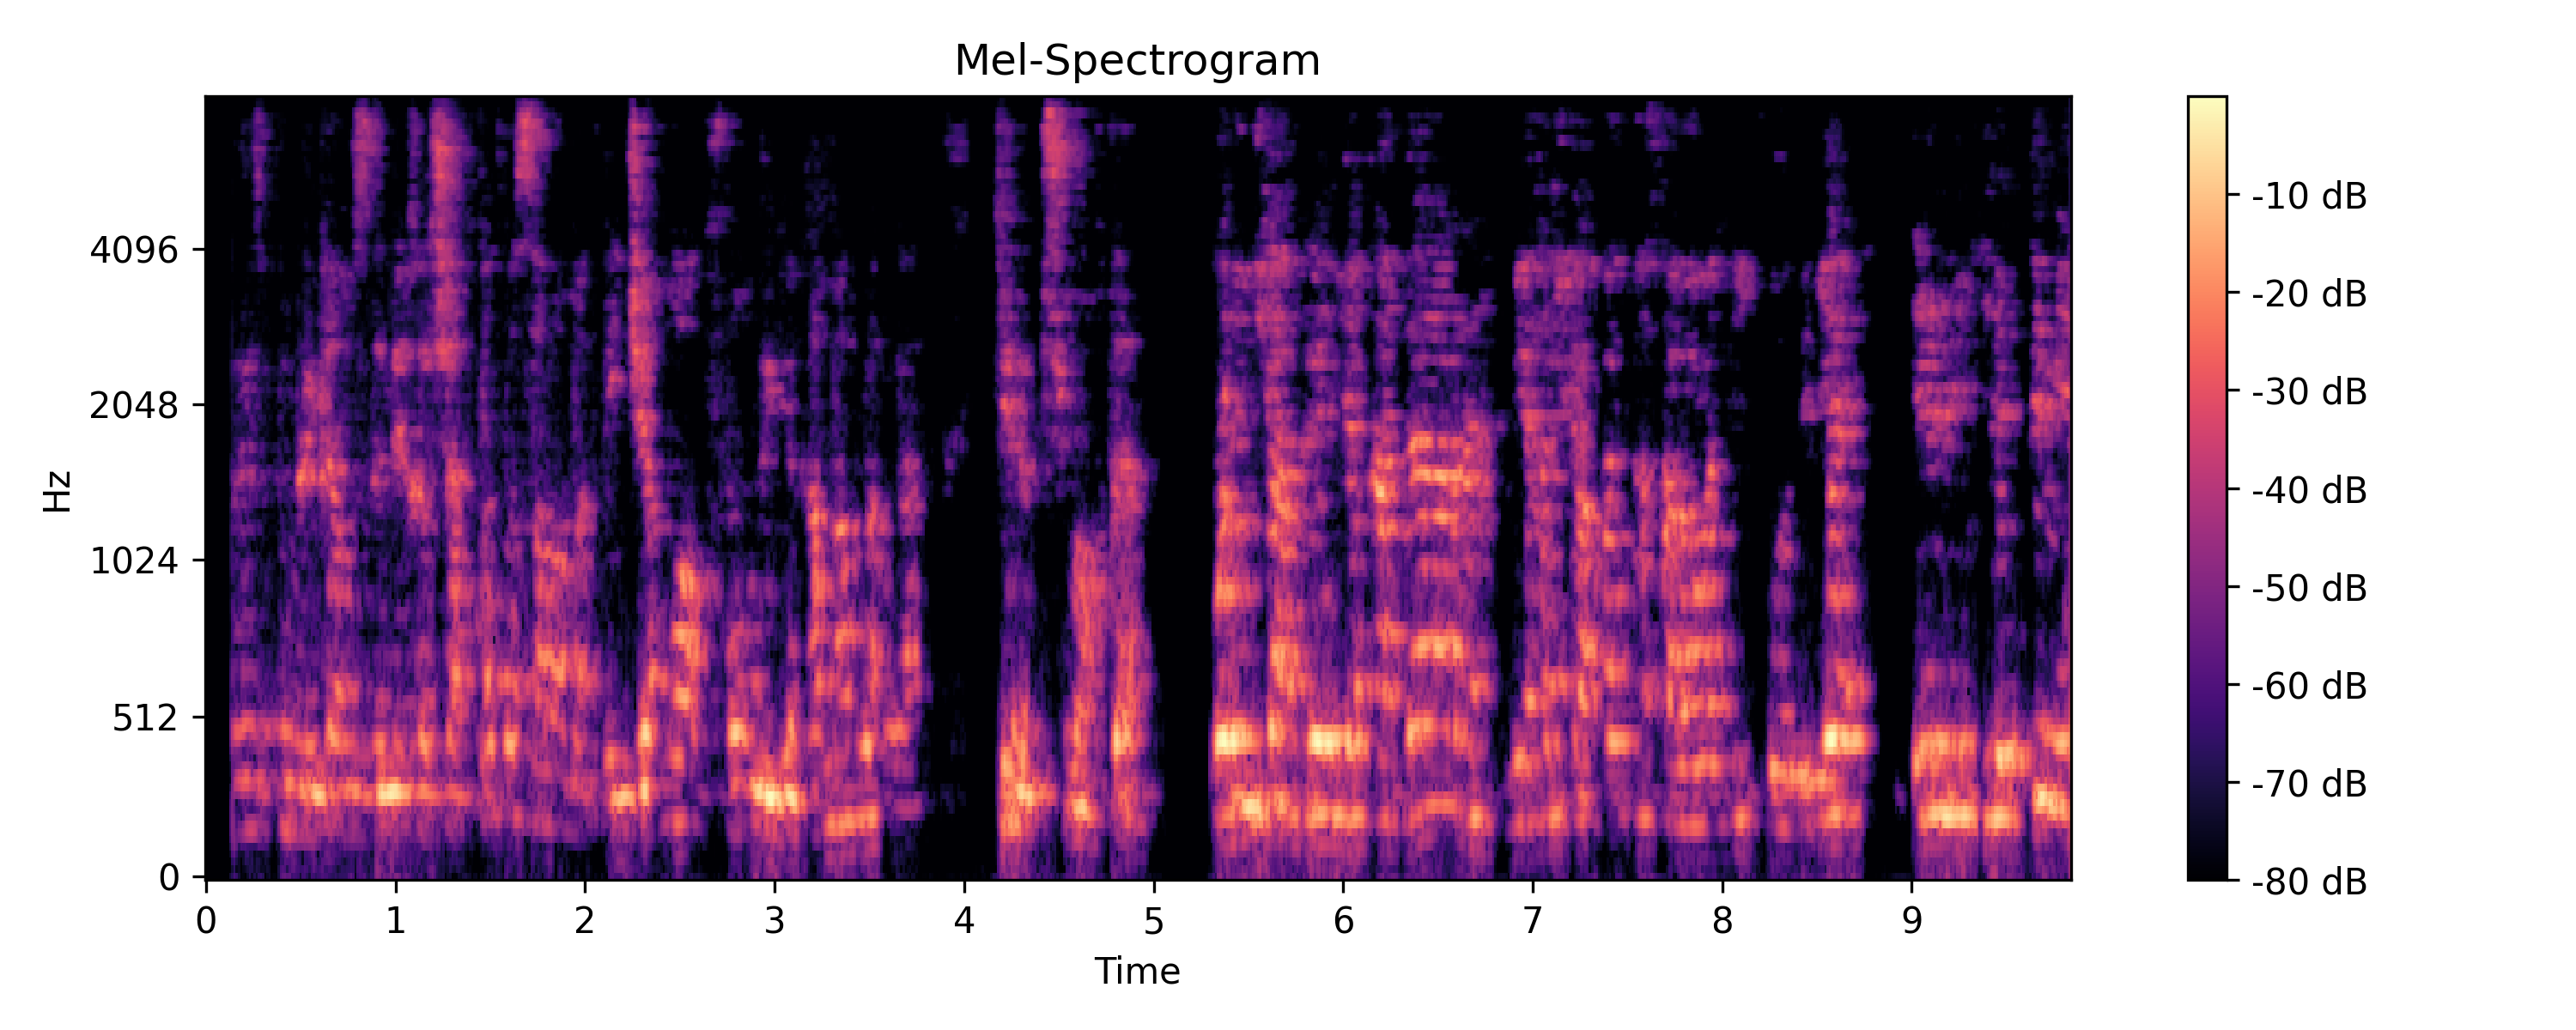 Mel-Spectrogram
Hz
4096
2048
1024
512
0
0 1 2 3 4 5 6 7 8 9
Time
-10 dB
-20 dB
-30 dB
-40 dB
-50 dB
-60 dB
-70 dB
-80 dB